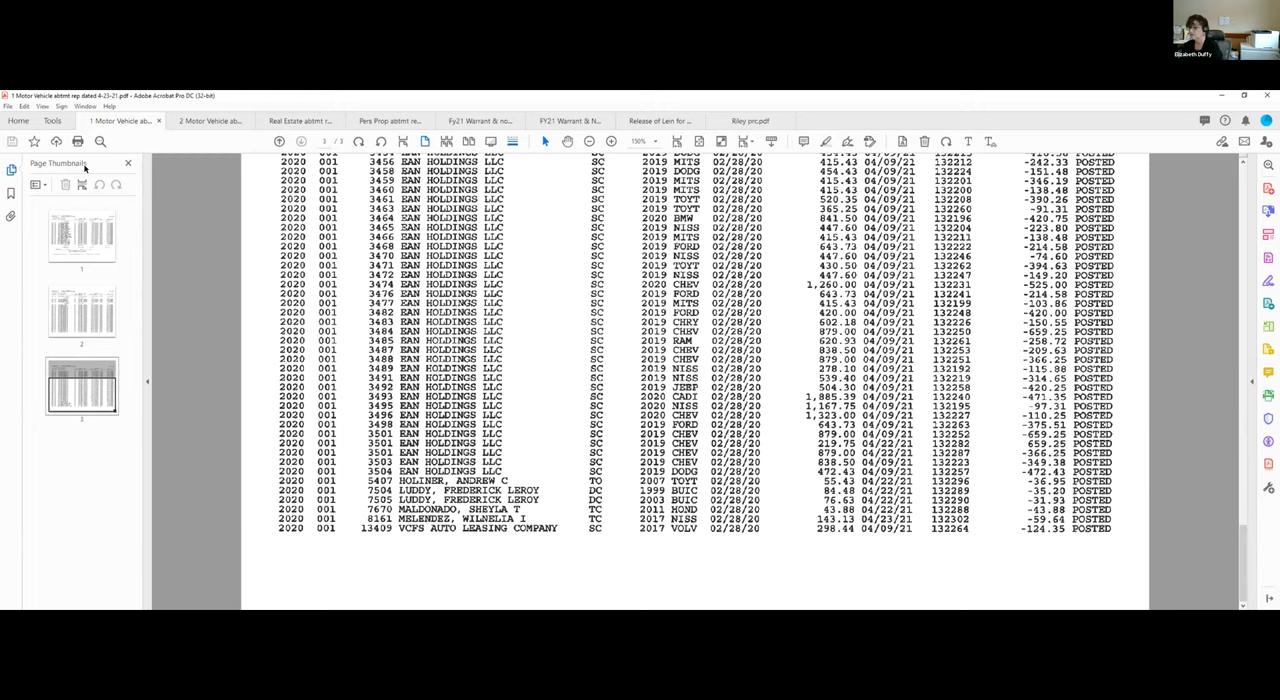 Elizabeth Duffy
1 Motor Vehicle abtmt rep dated 4-23-21.pdf - Adobe Acrobat Pro DC (32-bit)
File Edit View Sign Window Help
Home Tools 1 Motor Vehicle ab... × 2 Motor Vehicle ab... Real Estate abtmt r... Pers Prop abtmt re... Fy21 Warrant & no... FY21 Warrant & N... Release of Lein for ... Riley prc.pdf
3 / 3 150%
Page Thumbnails
1
2
3
2020 001 3456 EAN HOLDINGS LLC SC 2019 MITS 02/28/20 415.43 04/09/21 132212 -242.33 POSTED
2020 001 3458 EAN HOLDINGS LLC SC 2019 DODG 02/28/20 454.43 04/09/21 132224 -151.48 POSTED
2020 001 3459 EAN HOLDINGS LLC SC 2019 MITS 02/28/20 415.43 04/09/21 132201 -346.19 POSTED
2020 001 3460 EAN HOLDINGS LLC SC 2019 MITS 02/28/20 415.43 04/09/21 132200 -138.48 POSTED
2020 001 3461 EAN HOLDINGS LLC SC 2019 TOYT 02/28/20 520.35 04/09/21 132208 -390.26 POSTED
2020 001 3463 EAN HOLDINGS LLC SC 2019 TOYT 02/28/20 365.25 04/09/21 132260 -91.31 POSTED
2020 001 3464 EAN HOLDINGS LLC SC 2020 BMW 02/28/20 841.50 04/09/21 132196 -420.75 POSTED
2020 001 3465 EAN HOLDINGS LLC SC 2019 NISS 02/28/20 447.60 04/09/21 132204 -223.80 POSTED
2020 001 3466 EAN HOLDINGS LLC SC 2019 MITS 02/28/20 415.43 04/09/21 132211 -138.48 POSTED
2020 001 3468 EAN HOLDINGS LLC SC 2019 FORD 02/28/20 643.73 04/09/21 132222 -214.58 POSTED
2020 001 3470 EAN HOLDINGS LLC SC 2019 NISS 02/28/20 447.60 04/09/21 132246 -74.60 POSTED
2020 001 3471 EAN HOLDINGS LLC SC 2019 TOYT 02/28/20 430.50 04/09/21 132262 -394.63 POSTED
2020 001 3472 EAN HOLDINGS LLC SC 2019 NISS 02/28/20 447.60 04/09/21 132247 -149.20 POSTED
2020 001 3474 EAN HOLDINGS LLC SC 2020 CHEV 02/28/20 1,260.00 04/09/21 132231 -525.00 POSTED
2020 001 3476 EAN HOLDINGS LLC SC 2019 FORD 02/28/20 643.73 04/09/21 132241 -214.58 POSTED
2020 001 3477 EAN HOLDINGS LLC SC 2019 MITS 02/28/20 415.43 04/09/21 132199 -103.86 POSTED
2020 001 3482 EAN HOLDINGS LLC SC 2019 FORD 02/28/20 420.00 04/09/21 132248 -420.00 POSTED
2020 001 3483 EAN HOLDINGS LLC SC 2019 CHRY 02/28/20 602.18 04/09/21 132256 -150.55 POSTED
2020 001 3484 EAN HOLDINGS LLC SC 2019 CHEV 02/28/20 879.00 04/09/21 132250 -659.25 POSTED
2020 001 3485 EAN HOLDINGS LLC SC 2019 RAM 02/28/20 620.93 04/09/21 132261 -258.72 POSTED
2020 001 3487 EAN HOLDINGS LLC SC 2019 CHEV 02/28/20 838.50 04/09/21 132253 -209.63 POSTED
2020 001 3488 EAN HOLDINGS LLC SC 2019 CHEV 02/28/20 879.00 04/09/21 132251 -366.25 POSTED
2020 001 3489 EAN HOLDINGS LLC SC 2019 NISS 02/28/20 278.10 04/09/21 132192 -115.88 POSTED
2020 001 3491 EAN HOLDINGS LLC SC 2019 NISS 02/28/20 539.40 04/09/21 132219 -314.65 POSTED
2020 001 3492 EAN HOLDINGS LLC SC 2019 JEEP 02/28/20 504.30 04/09/21 132258 -420.25 POSTED
2020 001 3493 EAN HOLDINGS LLC SC 2020 CADI 02/28/20 1,885.39 04/09/21 132240 -471.35 POSTED
2020 001 3495 EAN HOLDINGS LLC SC 2020 NISS 02/28/20 1,167.75 04/09/21 132195 -97.31 POSTED
2020 001 3496 EAN HOLDINGS LLC SC 2020 CHEV 02/28/20 1,323.00 04/09/21 132227 -110.25 POSTED
2020 001 3498 EAN HOLDINGS LLC SC 2019 FORD 02/28/20 643.73 04/09/21 132263 -375.51 POSTED
2020 001 3501 EAN HOLDINGS LLC SC 2019 CHEV 02/28/20 879.00 04/09/21 132252 -659.25 POSTED
2020 001 3501 EAN HOLDINGS LLC SC 2019 CHEV 02/28/20 219.75 04/22/21 132282 659.25 POSTED
2020 001 3501 EAN HOLDINGS LLC SC 2019 CHEV 02/28/20 879.00 04/22/21 132287 -366.25 POSTED
2020 001 3503 EAN HOLDINGS LLC SC 2019 CHEV 02/28/20 838.50 04/09/21 132223 -349.38 POSTED
2020 001 3504 EAN HOLDINGS LLC SC 2019 DODG 02/28/20 472.43 04/09/21 132257 -472.43 POSTED
2020 001 5407 HOLINER, ANDREW C TO 2007 TOYT 02/28/20 55.43 04/22/21 132296 -36.95 POSTED
2020 001 7504 LUDDY, FREDERICK LEROY DC 1999 BUIC 02/28/20 84.48 04/22/21 132289 -35.20 POSTED
2020 001 7505 LUDDY, FREDERICK LEROY DC 2003 BUIC 02/28/20 76.63 04/22/21 132290 -31.93 POSTED
2020 001 7670 MALDONADO, SHEYLA T TC 2011 HOND 02/28/20 43.88 04/22/21 132288 -43.88 POSTED
2020 001 8161 MELENDEZ, WILNELIA I TC 2017 NISS 02/28/20 143.13 04/23/21 132302 -59.64 POSTED
2020 001 13409 VCFS AUTO LEASING COMPANY SC 2017 VOLV 02/28/20 298.44 04/09/21 132264 -124.35 POSTED